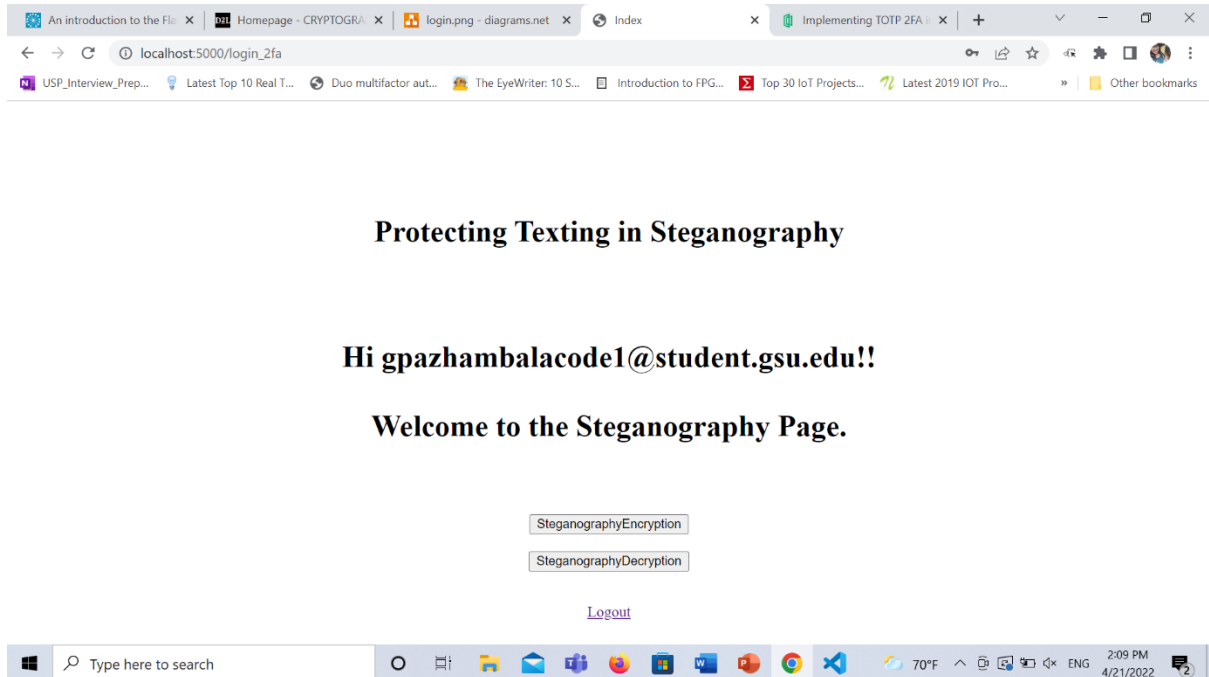 An introduction to the Fla
D2L Homepage - CRYPTOGRA
login.png - diagrams.net
Index
Implementing TOTP 2FA i
localhost:5000/login_2fa
USP_Interview_Prep...
Latest Top 10 Real T...
Duo multifactor aut...
The EyeWriter: 10 S...
Introduction to FPG...
Top 30 IoT Projects...
Latest 2019 IOT Pro...
»
Other bookmarks
Protecting Texting in Steganography
Hi gpazhambalacode1@student.gsu.edu!!
Welcome to the Steganography Page.
SteganographyEncryption
SteganographyDecryption
Logout
Type here to search
70°F
ENG
2:09 PM
4/21/2022
2